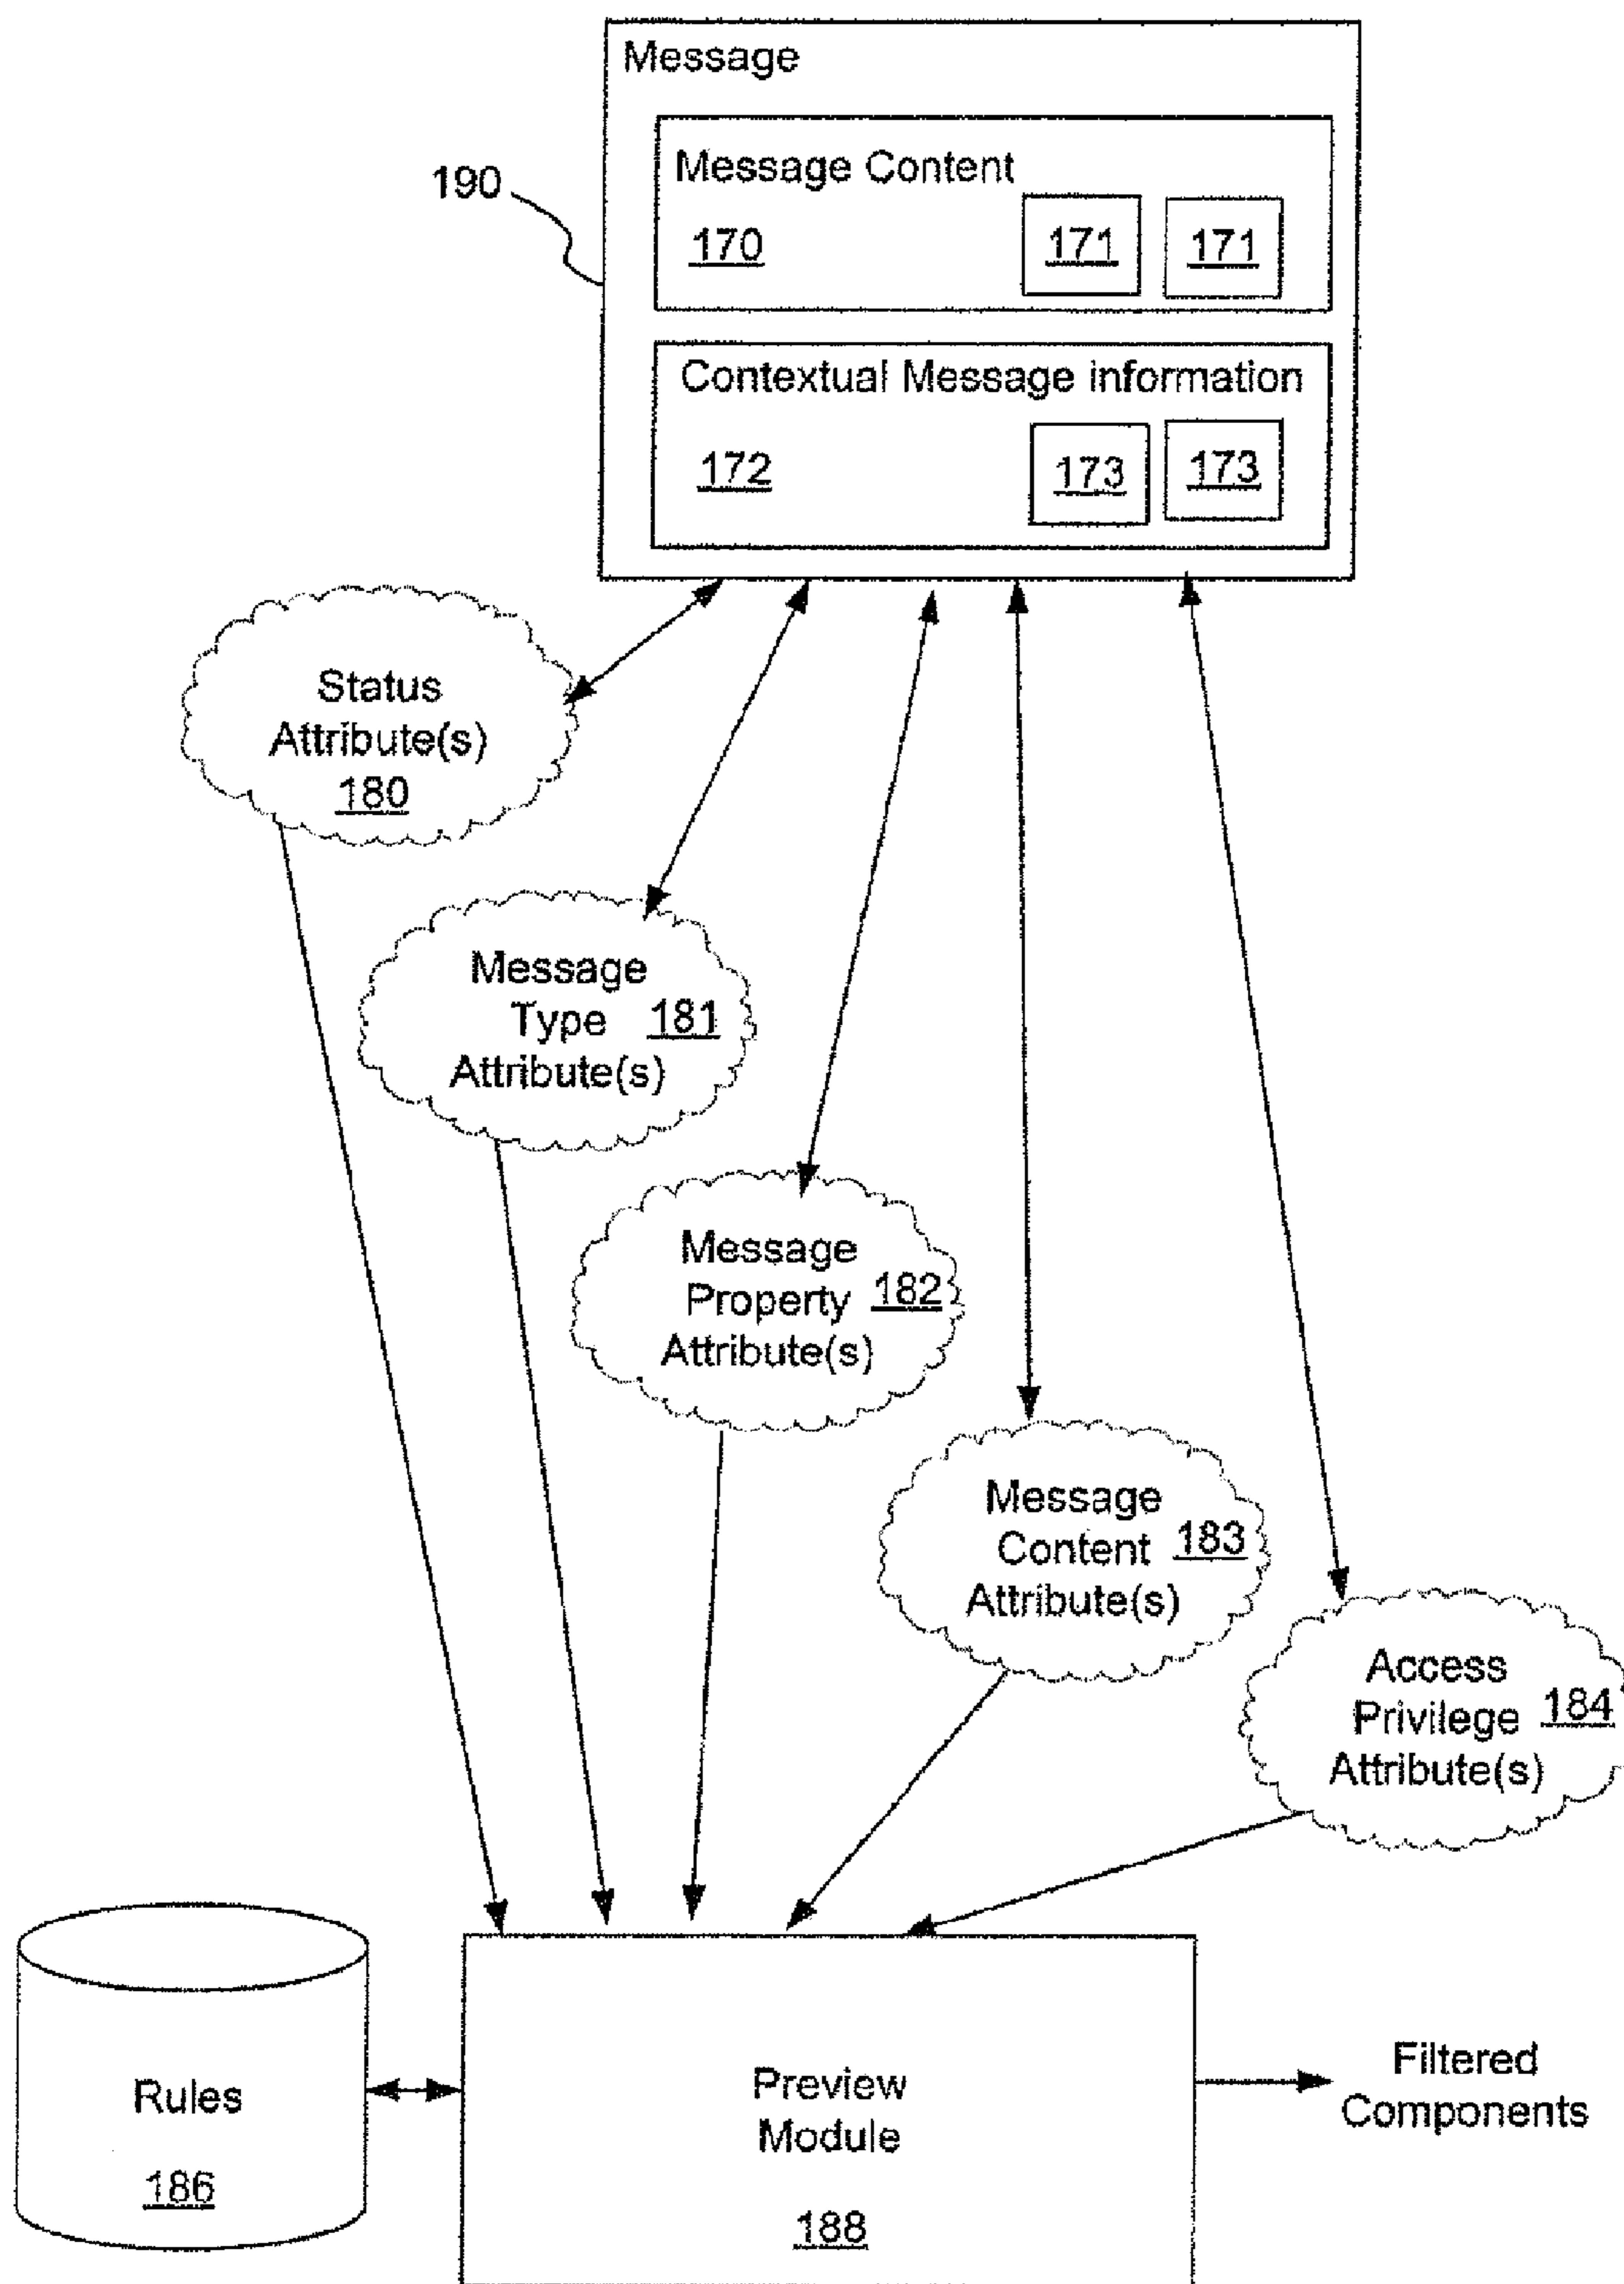 Message
190
Message Content
170
171
171
Contextual Message information
172
173
173
Status
Attribute(s)
180
Message
Type 181
Attribute(s)
Message
Property 182
Attribute(s)
Message
Content 183
Attribute(s)
Access
Privilege 184
Attribute(s)
Rules
186
Preview
Module
188
Filtered
Components